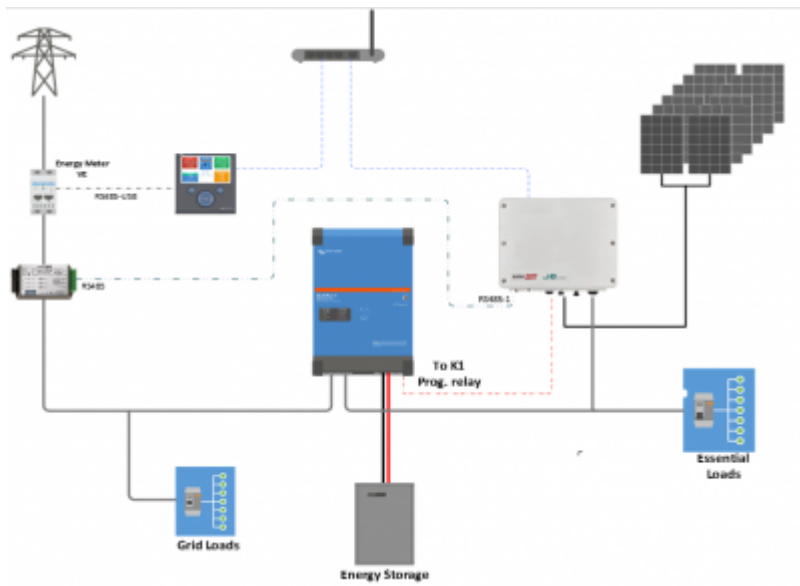 Energy Meter
VE
RS485-USB
RS485
RS485-1
To K1
Prog. relay
Essential
Loads
Grid Loads
Energy Storage